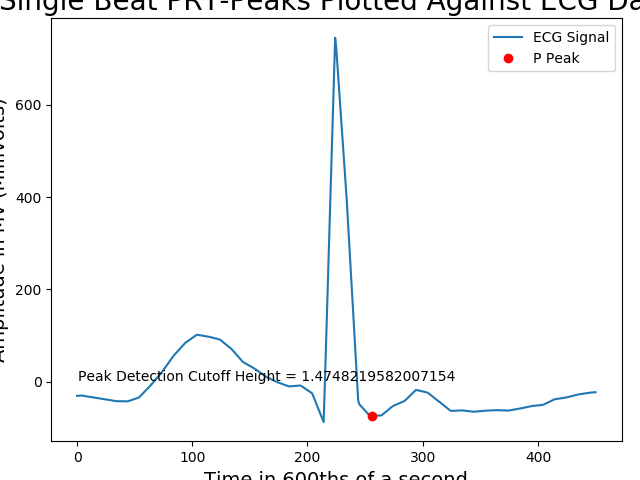 Single Beat PRT-Peaks Plotted Against ECG Da
ECG Signal
P Peak
Amplitude in MV (Millivolts)
600
400
200
0
Peak Detection Cutoff Height = 1.4748219582007154
0 100 200 300 400
Time in 600ths of a second